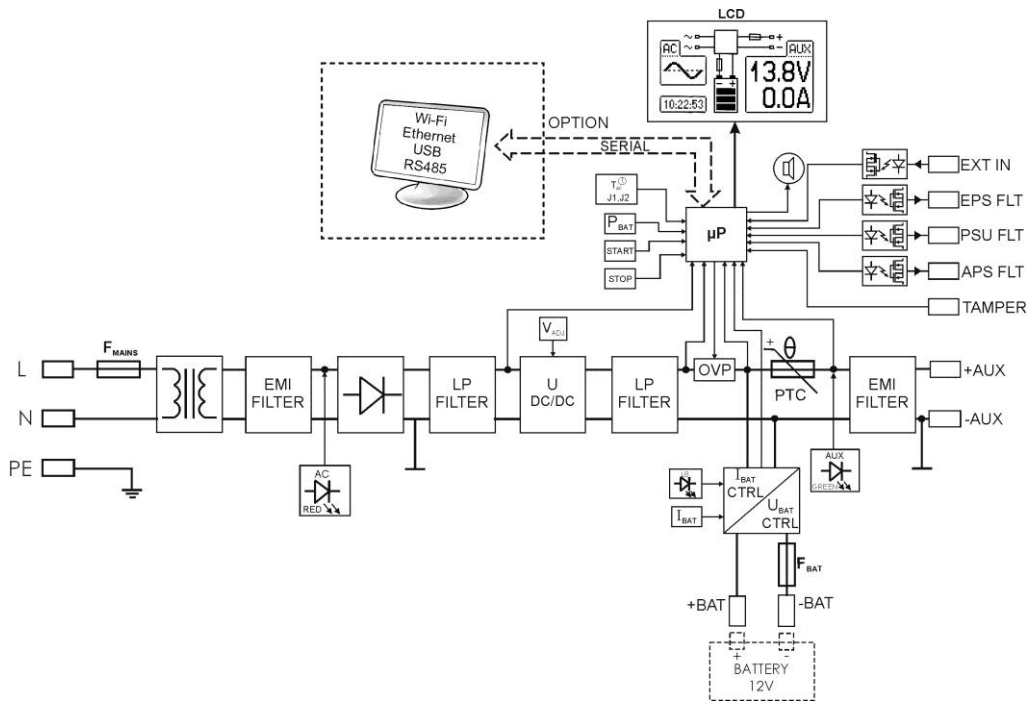 LCD
AC
AUX
13.8V
0.0A
10:22:53
Wi-Fi
Ethernet
USB
RS485
OPTION
SERIAL
T AC
J1,J2
P BAT
START
STOP
µP
EXT IN
EPS FLT
PSU FLT
APS FLT
TAMPER
L
F MAINS
N
PE
EMI
FILTER
AC
RED
LP
FILTER
V ADJ
U
DC/DC
LP
FILTER
OVP
+ θ
PTC
AUX
GREEN
EMI
FILTER
+AUX
-AUX
I BAT
CTRL
U BAT
CTRL
I BAT
F BAT
+BAT
-BAT
+ -
BATTERY
12V